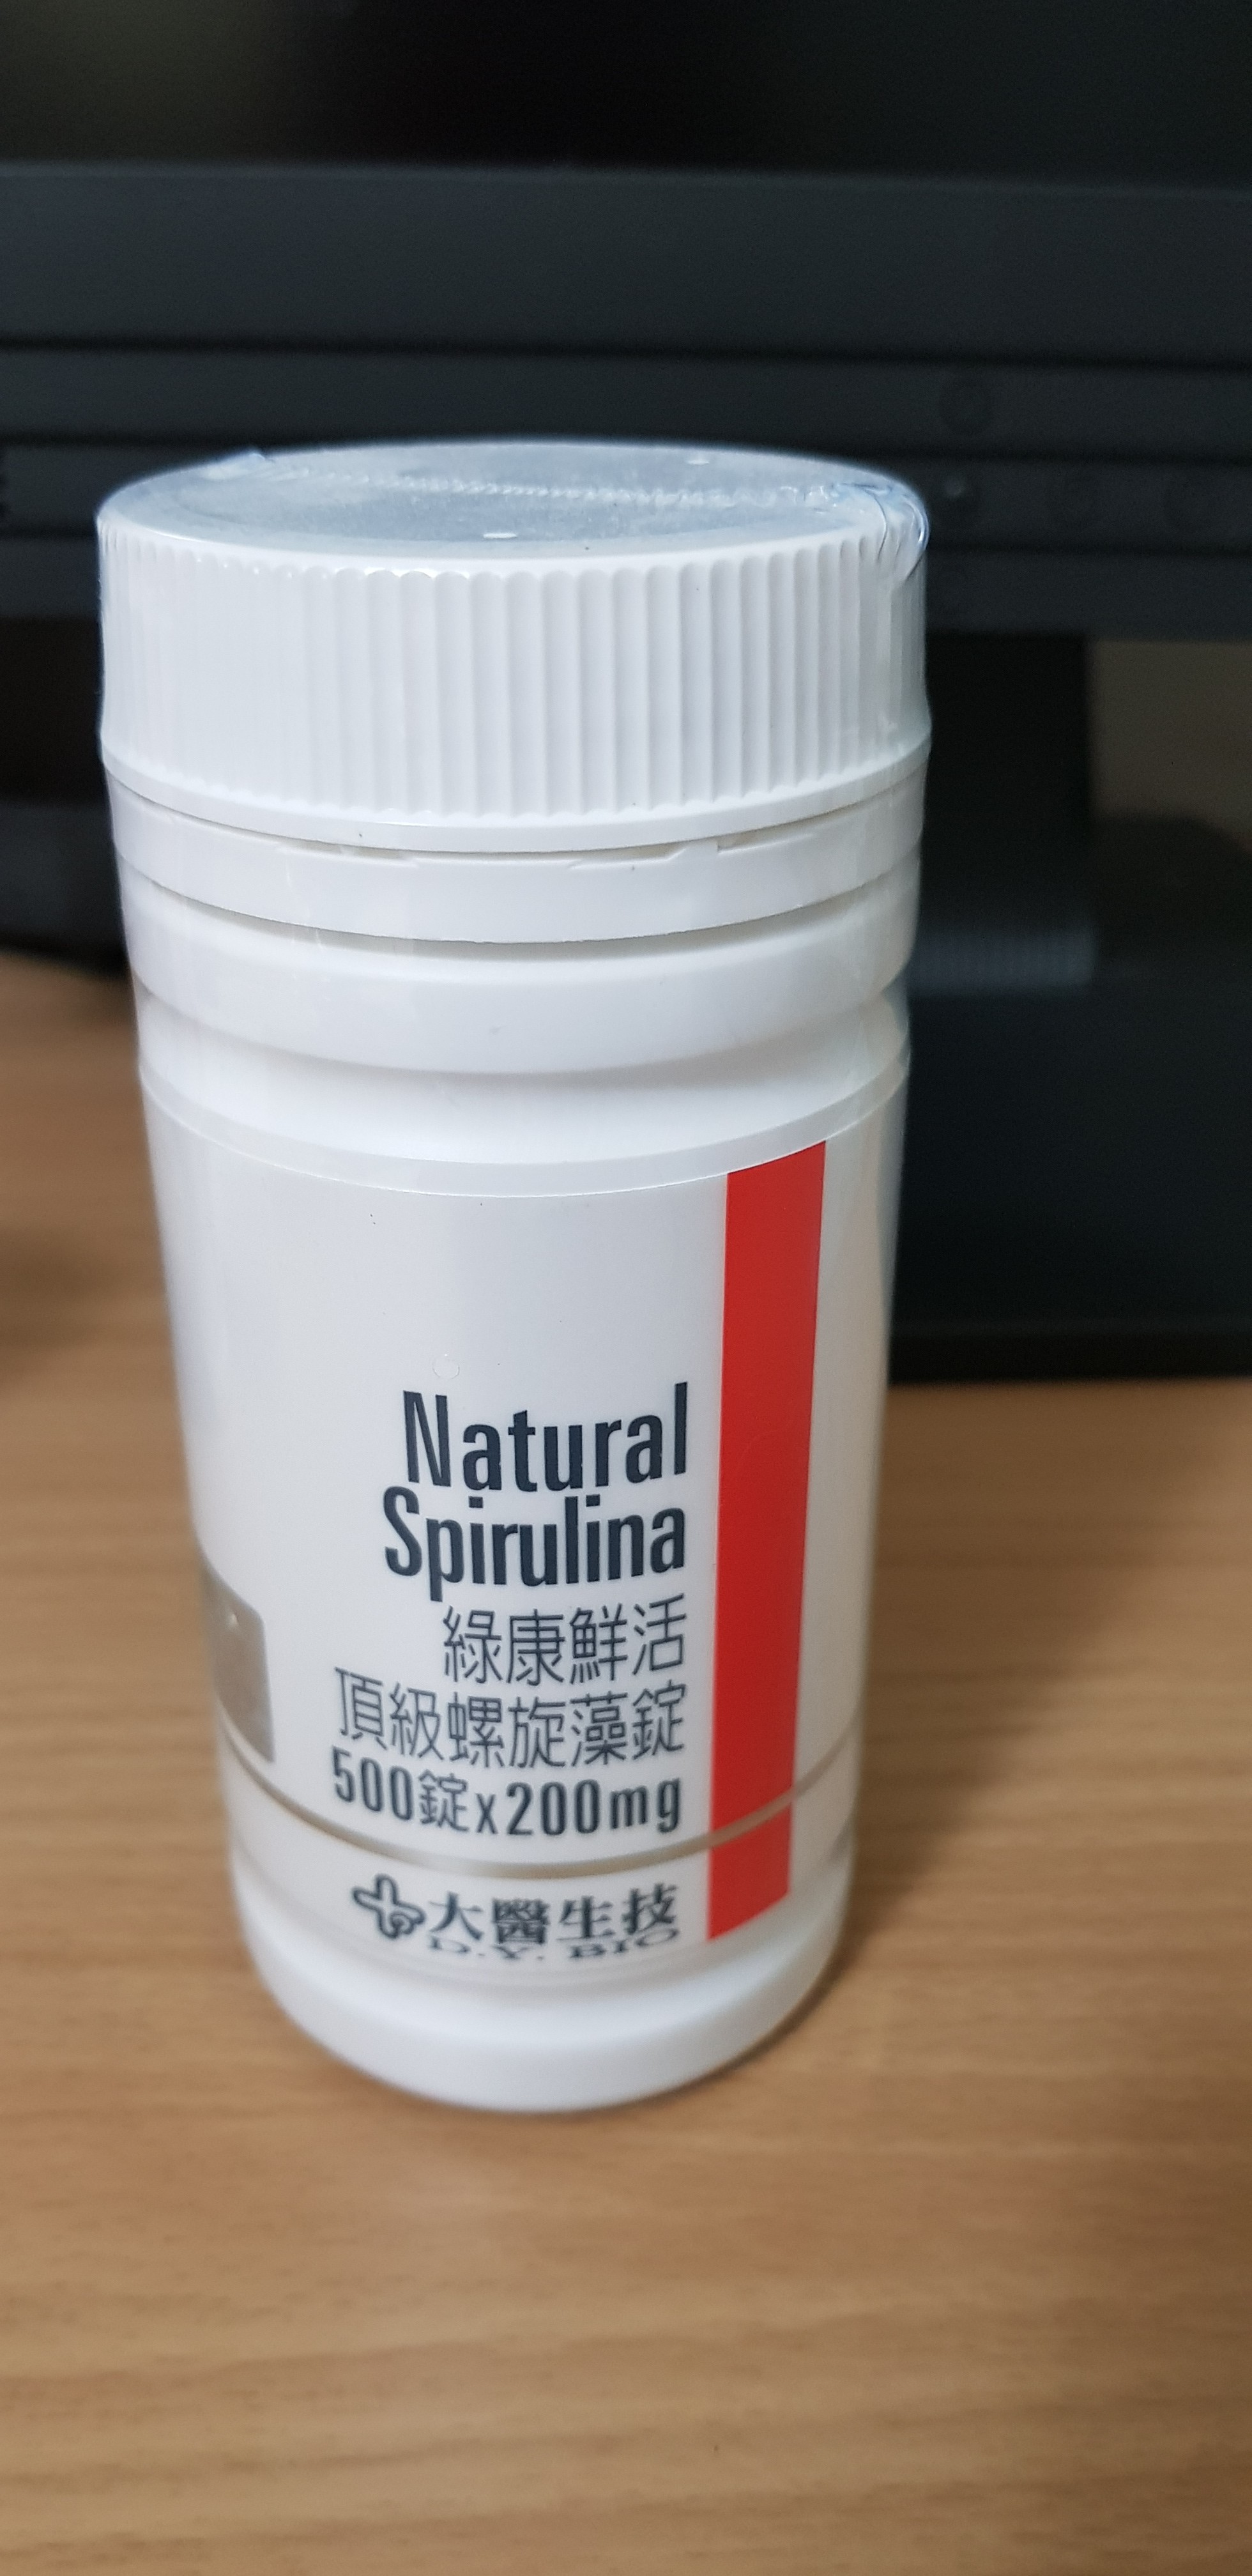 Natural
Spirulina
綠康鮮活
頂級螺旋藻錠
500錠x200mg
大醫生技
D.Y. BIO